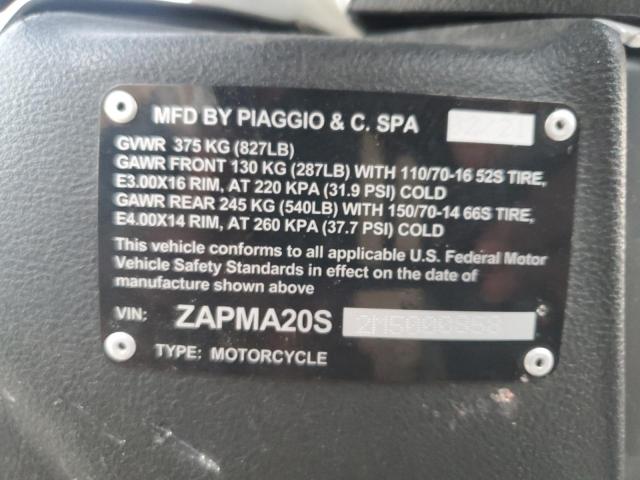 MFD BY PIAGGIO & C. SPA
GVWR 375 KG (827LB)
GAWR FRONT 130 KG (287LB) WITH 110/70-16 52S TIRE,
E3.00X16 RIM, AT 220 KPA (31.9 PSI) COLD
GAWR REAR 245 KG (540LB) WITH 150/70-14 66S TIRE,
E4.00X14 RIM, AT 260 KPA (37.7 PSI) COLD
This vehicle conforms to all applicable U.S. Federal Motor
Vehicle Safety Standards in effect on the date of
manufacture shown above
VIN: ZAPMA20S
TYPE: MOTORCYCLE